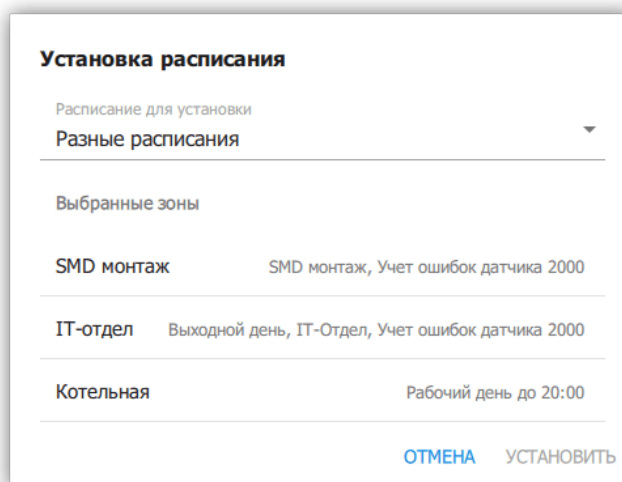 Установка расписания
Расписание для установки
Разные расписания
Выбранные зоны
SMD монтаж SMD монтаж, Учет ошибок датчика 2000
IT-отдел Выходной день, IT-Отдел, Учет ошибок датчика 2000
Котельная Рабочий день до 20:00
ОТМЕНА УСТАНОВИТЬ